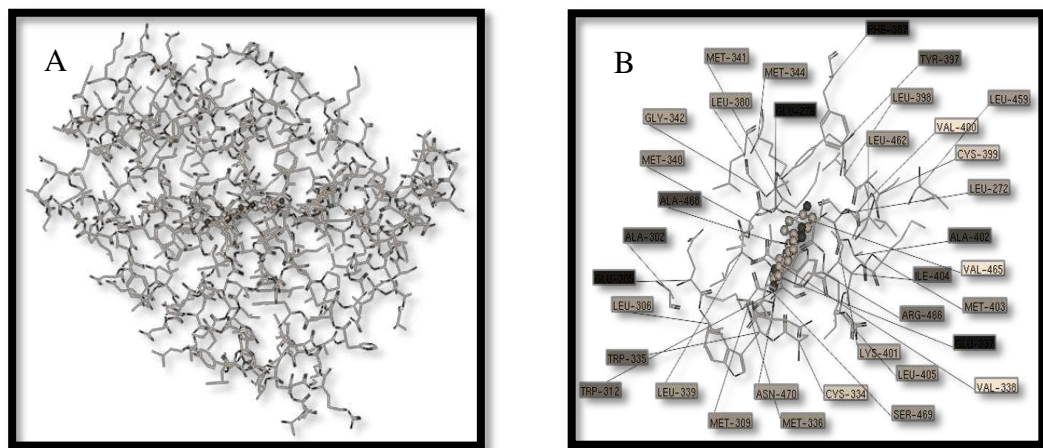 A
B
MET-341
TYR-397
MET-344
LEU-380
LEU-398
LEU-459
GLY-342
VAL-400
LEU-462
CYS-399
MET-340
LEU-272
ALA-468
ALA-302
ALA-402
VAL-465
ILE-404
LEU-306
MET-403
ARG-466
TRP-335
LYS-401
LEU-405
TRP-312
LEU-339
ASN-470
CYS-334
VAL-338
MET-309
MET-336
SER-469